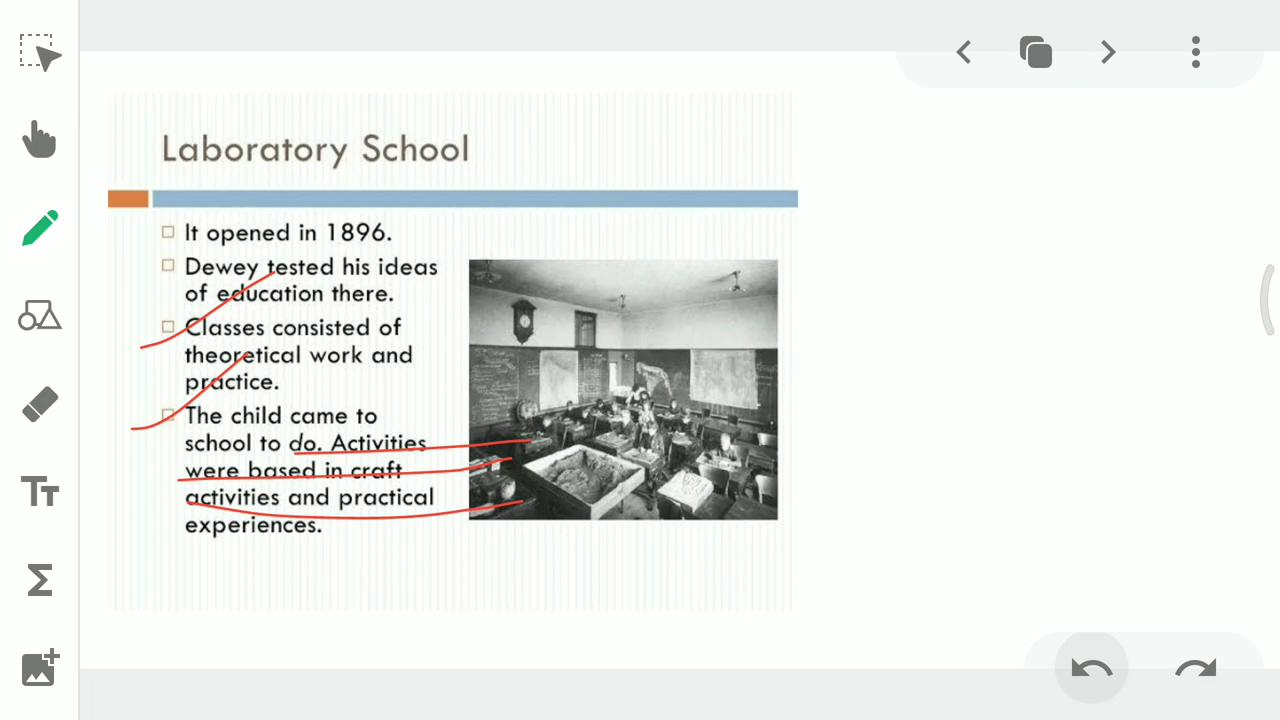 Laboratory School
It opened in 1896.
Dewey tested his ideas
of education there.
Classes consisted of
theoretical work and
practice.
The child came to
school to do. Activities
were based in craft
activities and practical
experiences.
Tt
Σ